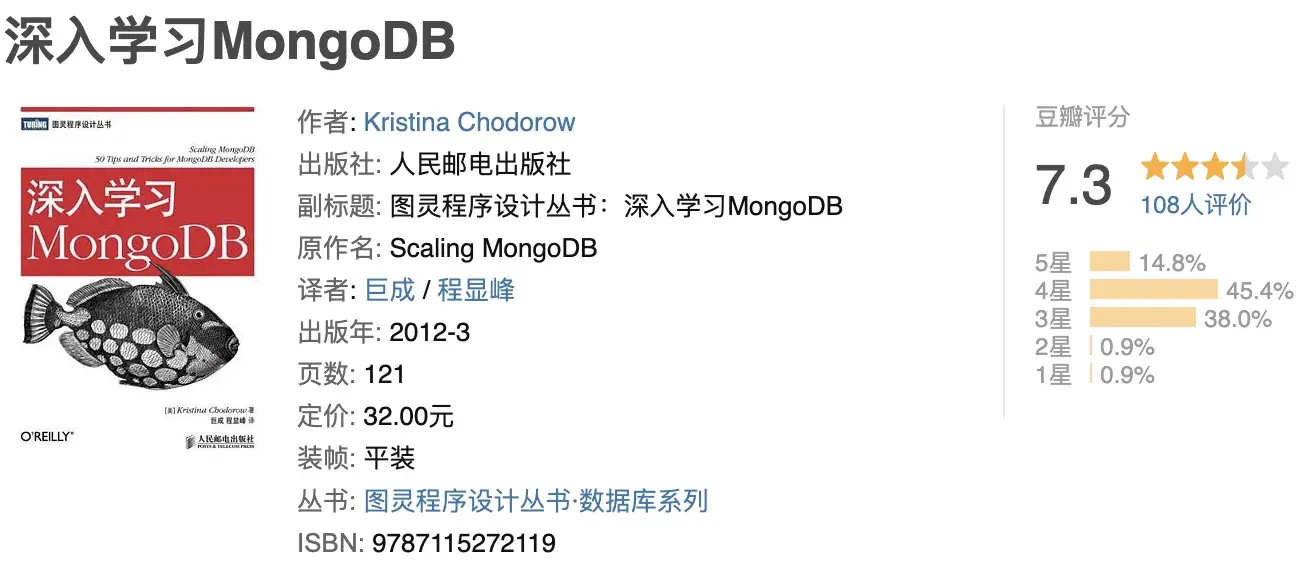 深入学习MongoDB
TURING 图灵程序设计丛书
Scaling MongoDB
50 Tips and Tricks for MongoDB Developers
深入学习
MongoDB
[美] Kristina Chodorow 著
巨成 程显峰 译
O'REILLY®
人民邮电出版社
POSTS & TELECOM PRESS
作者: Kristina Chodorow
出版社: 人民邮电出版社
副标题: 图灵程序设计丛书：深入学习MongoDB
原作名: Scaling MongoDB
译者: 巨成 / 程显峰
出版年: 2012-3
页数: 121
定价: 32.00元
装帧: 平装
丛书: 图灵程序设计丛书·数据库系列
ISBN: 9787115272119
豆瓣评分
7.3
108人评价
5星 14.8%
4星 45.4%
3星 38.0%
2星 0.9%
1星 0.9%